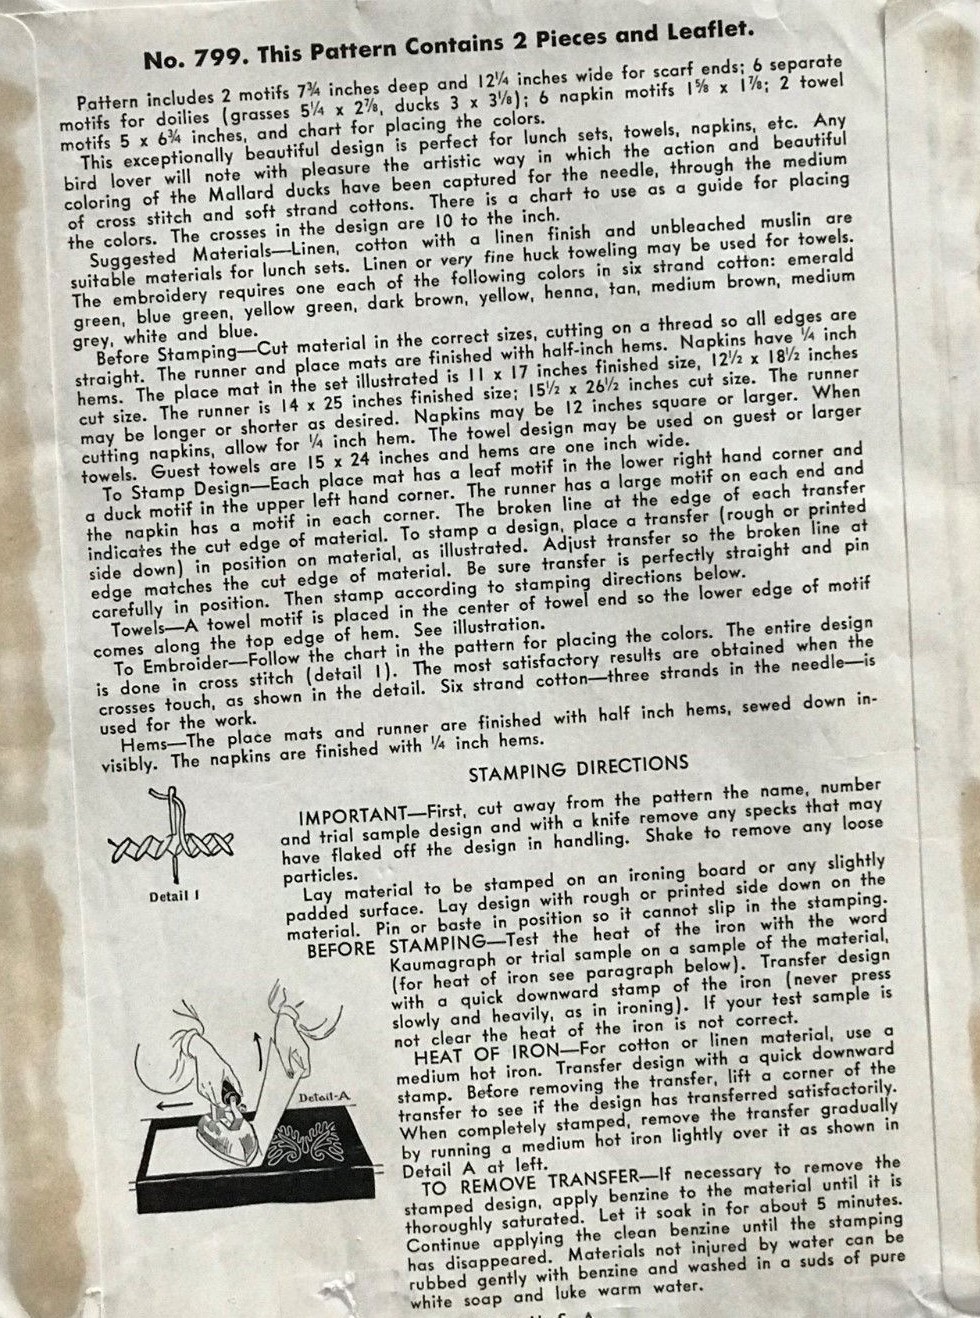 No. 799. This Pattern Contains 2 Pieces and Leaflet.
Pattern includes 2 motifs 7¾ inches deep and 12¼ inches wide for scarf ends; 6 separate
motifs for doilies (grasses 5¼ x 2⅞, ducks 3 x 3⅛); 6 napkin motifs 1⅝ x 1⅞; 2 towel
motifs 5 x 6¾ inches, and chart for placing the colors.
This exceptionally beautiful design is perfect for lunch sets, towels, napkins, etc. Any
bird lover will note with pleasure the artistic way in which the action and beautiful
coloring of the Mallard ducks have been captured for the needle, through the medium
of cross stitch and soft strand cottons. There is a chart to use as a guide for placing
the colors. The crosses in the design are 10 to the inch.
Suggested Materials—Linen, cotton with a linen finish and unbleached muslin are
suitable materials for lunch sets. Linen or very fine huck toweling may be used for towels.
The embroidery requires one each of the following colors in six strand cotton: emerald
green, blue green, yellow green, dark brown, yellow, henna, tan, medium brown, medium
grey, white and blue.
Before Stamping—Cut material in the correct sizes, cutting on a thread so all edges are
straight. The runner and place mats are finished with half-inch hems. Napkins have ¼ inch
hems. The place mat in the set illustrated is 11 x 17 inches finished size, 12½ x 18½ inches
cut size. The runner is 14 x 25 inches finished size; 15½ x 26½ inches cut size. The runner
may be longer or shorter as desired. Napkins may be 12 inches square or larger. When
cutting napkins, allow for ¼ inch hem. The towel design may be used on guest or larger
towels. Guest towels are 15 x 24 inches and hems are one inch wide.
To Stamp Design—Each place mat has a leaf motif in the lower right hand corner and
a duck motif in the upper left hand corner. The runner has a large motif on each end and
the napkin has a motif in each corner. The broken line at the edge of each transfer
indicates the cut edge of material. To stamp a design, place a transfer (rough or printed
side down) in position on material, as illustrated. Adjust transfer so the broken line at
edge matches the cut edge of material. Be sure transfer is perfectly straight and pin
carefully in position. Then stamp according to stamping directions below.
Towels—A towel motif is placed in the center of towel end so the lower edge of motif
comes along the top edge of hem. See illustration.
To Embroider—Follow the chart in the pattern for placing the colors. The entire design
is done in cross stitch (detail 1). The most satisfactory results are obtained when the
crosses touch, as shown in the detail. Six strand cotton—three strands in the needle—is
used for the work.
Hems—The place mats and runner are finished with half inch hems, sewed down in-
visibly. The napkins are finished with ¼ inch hems.
STAMPING DIRECTIONS
IMPORTANT—First, cut away from the pattern the name, number
and trial sample design and with a knife remove any specks that may
have flaked off the design in handling. Shake to remove any loose
particles.
Detail 1
Lay material to be stamped on an ironing board or any slightly
padded surface. Lay design with rough or printed side down on the
material. Pin or baste in position so it cannot slip in the stamping.
BEFORE STAMPING—Test the heat of the iron with the word
Kaumagraph or trial sample on a sample of the material,
(for heat of iron see paragraph below). Transfer design
with a quick downward stamp of the iron (never press
slowly and heavily, as in ironing). If your test sample is
not clear the heat of the iron is not correct.
HEAT OF IRON—For cotton or linen material, use a
medium hot iron. Transfer design with a quick downward
stamp. Before removing the transfer, lift a corner of the
transfer to see if the design has transferred satisfactorily.
When completely stamped, remove the transfer gradually
by running a medium hot iron lightly over it as shown in
Detail A at left.
Detail-A
TO REMOVE TRANSFER—If necessary to remove the
stamped design, apply benzine to the material until it is
thoroughly saturated. Let it soak in for about 5 minutes.
Continue applying the clean benzine until the stamping
has disappeared. Materials not injured by water can be
rubbed gently with benzine and washed in a suds of pure
white soap and luke warm water.